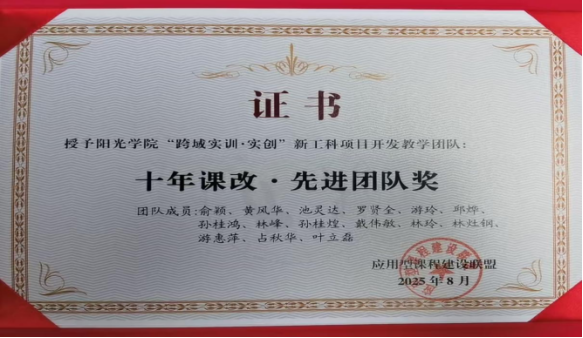 证书
授予阳光学院“跨域实训·实创”新工科项目开发教学团队：
十年课改·先进团队奖
团队成员：俞颖、黄风华、池灵达、罗贤全、游玲、邱烨、
孙桂鸿、林峰、孙桂煌、戴伟敏、林玲、林灶钢、
游惠萍、占秋华、叶立磊
应用型课程建设联盟
2025年8月